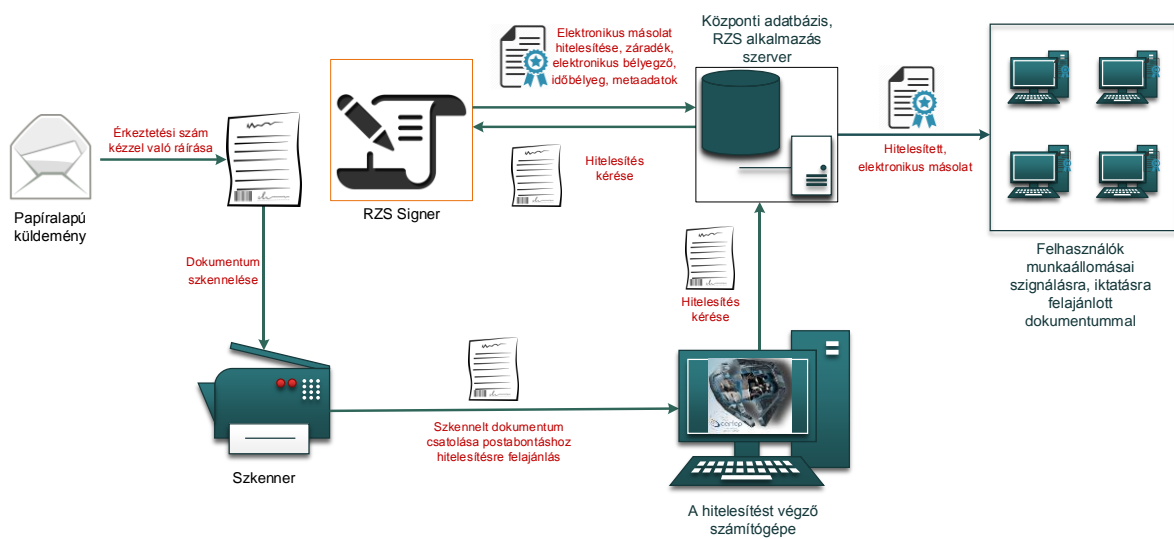 Központi adatbázis,
RZS alkalmazás
szerver
Elektronikus másolat
hitelesítése, záradék,
elektronikus bélyegző,
időbélyeg, metaadatok
Érkeztetési szám
kézzel való ráírása
Hitelesítés
kérése
Hitelesített,
elektronikus másolat
Papíralapú
küldemény
RZS Signer
Dokumentum
szkennelése
Hitelesítés
kérése
Felhasználók
munkaállomásai
szignálásra, iktatásra
felajánlott
dokumentummal
Szkennelt dokumentum
csatolása postabontáshoz
hitelesítésre felajánlás
Szkenner
A hitelesítést végző
számítógépe